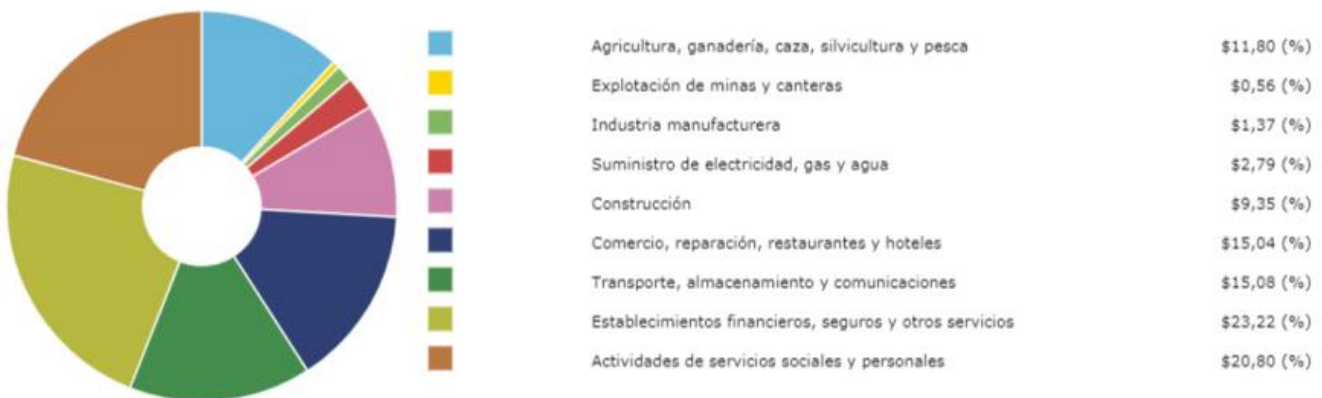 Agricultura, ganadería, caza, silvicultura y pesca $11,80 (%)
Explotación de minas y canteras $0,56 (%)
Industria manufacturera $1,37 (%)
Suministro de electricidad, gas y agua $2,79 (%)
Construcción $9,35 (%)
Comercio, reparación, restaurantes y hoteles $15,04 (%)
Transporte, almacenamiento y comunicaciones $15,08 (%)
Establecimientos financieros, seguros y otros servicios $23,22 (%)
Actividades de servicios sociales y personales $20,80 (%)